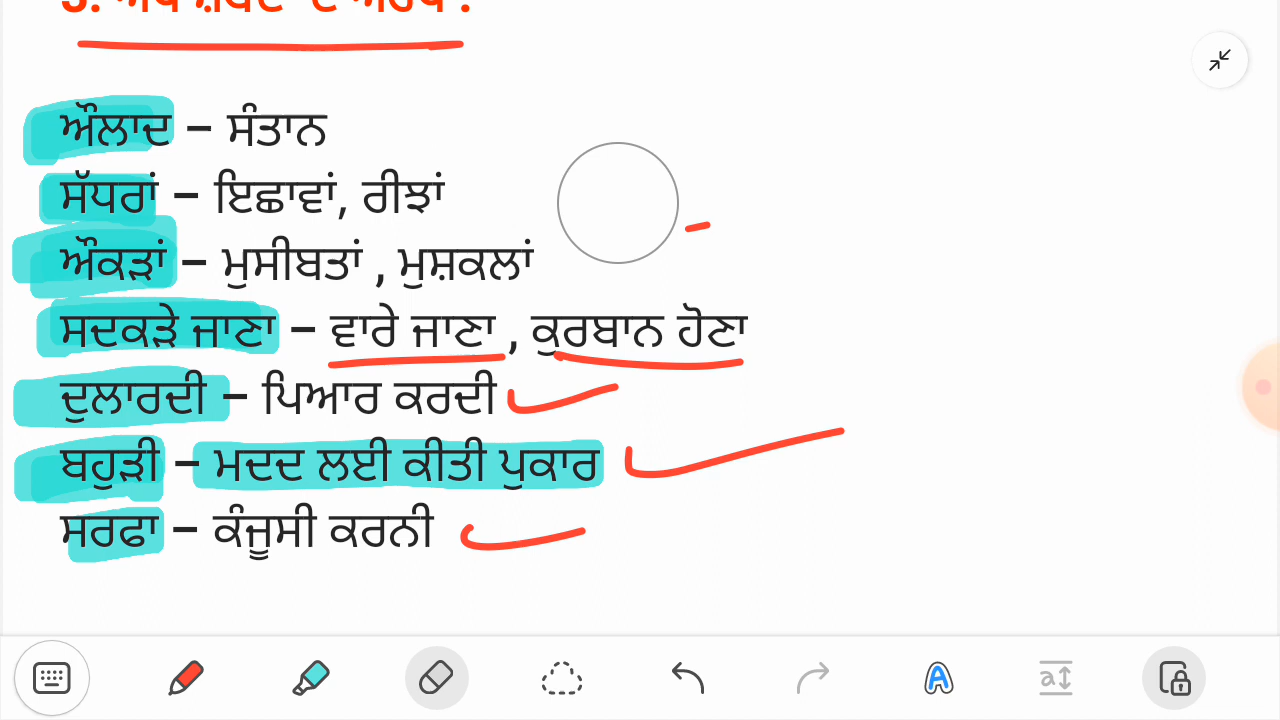 ਔਲਾਦ – ਸੰਤਾਨ
ਸੱਧਰਾਂ – ਇਛਾਵਾਂ, ਰੀਝਾਂ
ਔਕੜਾਂ – ਮੁਸੀਬਤਾਂ , ਮੁਸ਼ਕਲਾਂ
ਸਦਕੜੇ ਜਾਣਾ – ਵਾਰੇ ਜਾਣਾ , ਕੁਰਬਾਨ ਹੋਣਾ
ਦੁਲਾਰਦੀ – ਪਿਆਰ ਕਰਦੀ
ਬਹੁੜੀ – ਮਦਦ ਲਈ ਕੀਤੀ ਪੁਕਾਰ
ਸਰਫਾ – ਕੰਜੂਸੀ ਕਰਨੀ